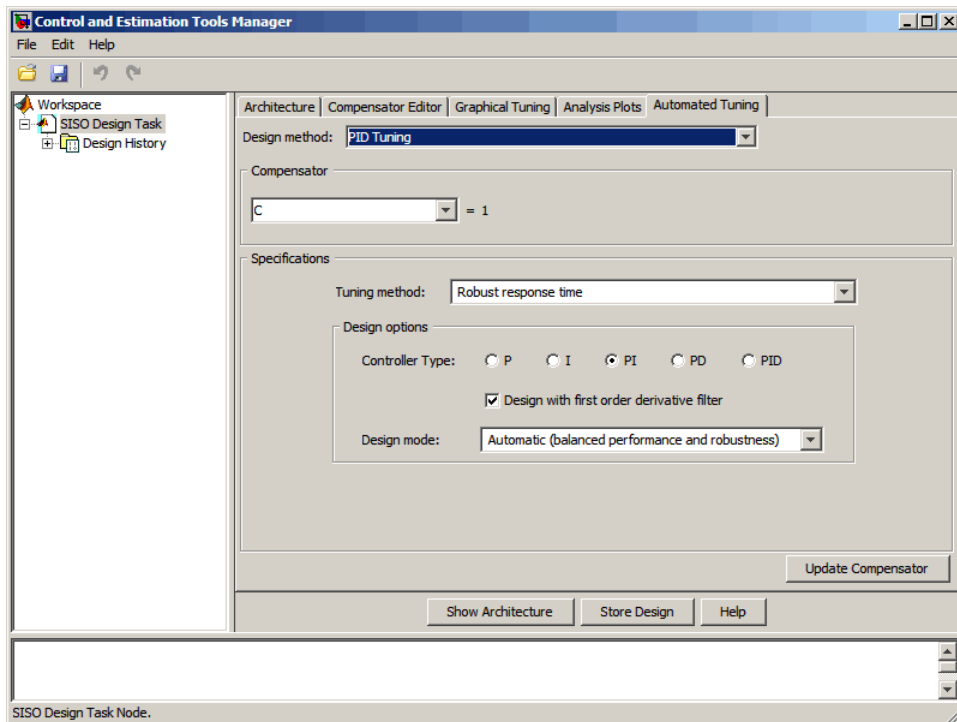 Control and Estimation Tools Manager
File Edit Help
Workspace
SISO Design Task
Design History
Architecture Compensator Editor Graphical Tuning Analysis Plots Automated Tuning
Design method: PID Tuning
Compensator
C = 1
Specifications
Tuning method: Robust response time
Design options
Controller Type: P I PI PD PID
Design with first order derivative filter
Design mode: Automatic (balanced performance and robustness)
Update Compensator
Show Architecture Store Design Help
SISO Design Task Node.